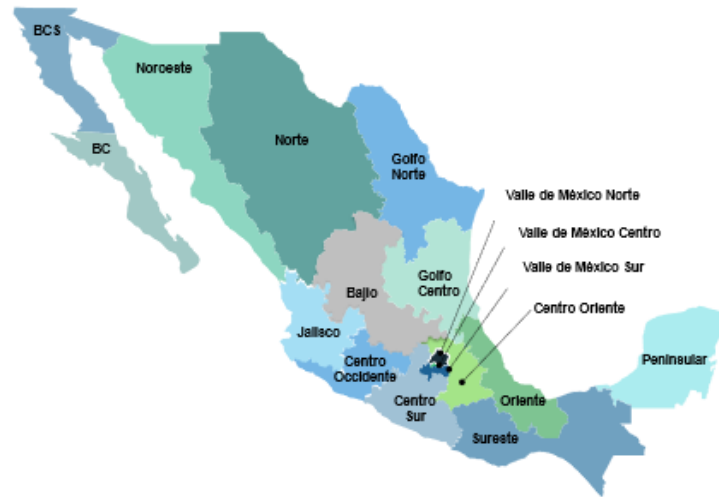 BCS
Noroeste
BC
Norte
Golfo
Norte
Valle de México Norte
Valle de México Centro
Valle de México Sur
Golfo
Centro
Bajio
Centro Oriente
Jalisco
Centro
Occidente
Peninsular
Centro
Sur
Oriente
Sureste